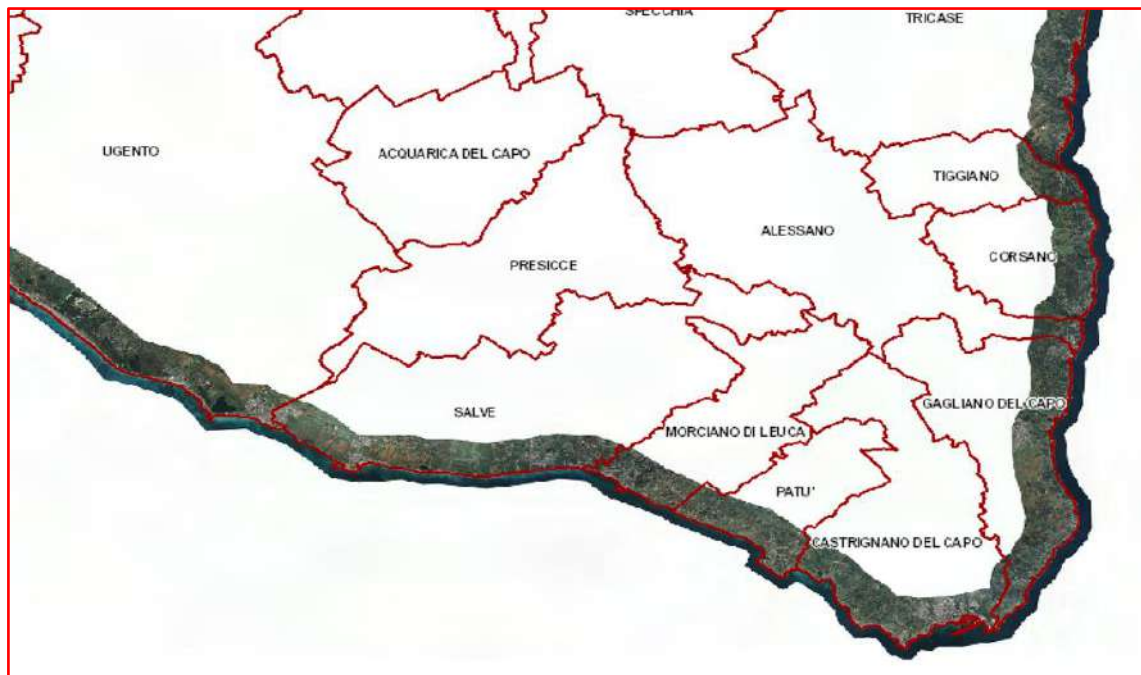 SPECCHIA
TRICASE
UGENTO
ACQUARICA DEL CAPO
TIGGIANO
ALESSANO
CORSANO
PRESICCE
GAGLIANO DEL CAPO
SALVE
MORCIANO DI LEUCA
PATU'
CASTRIGNANO DEL CAPO